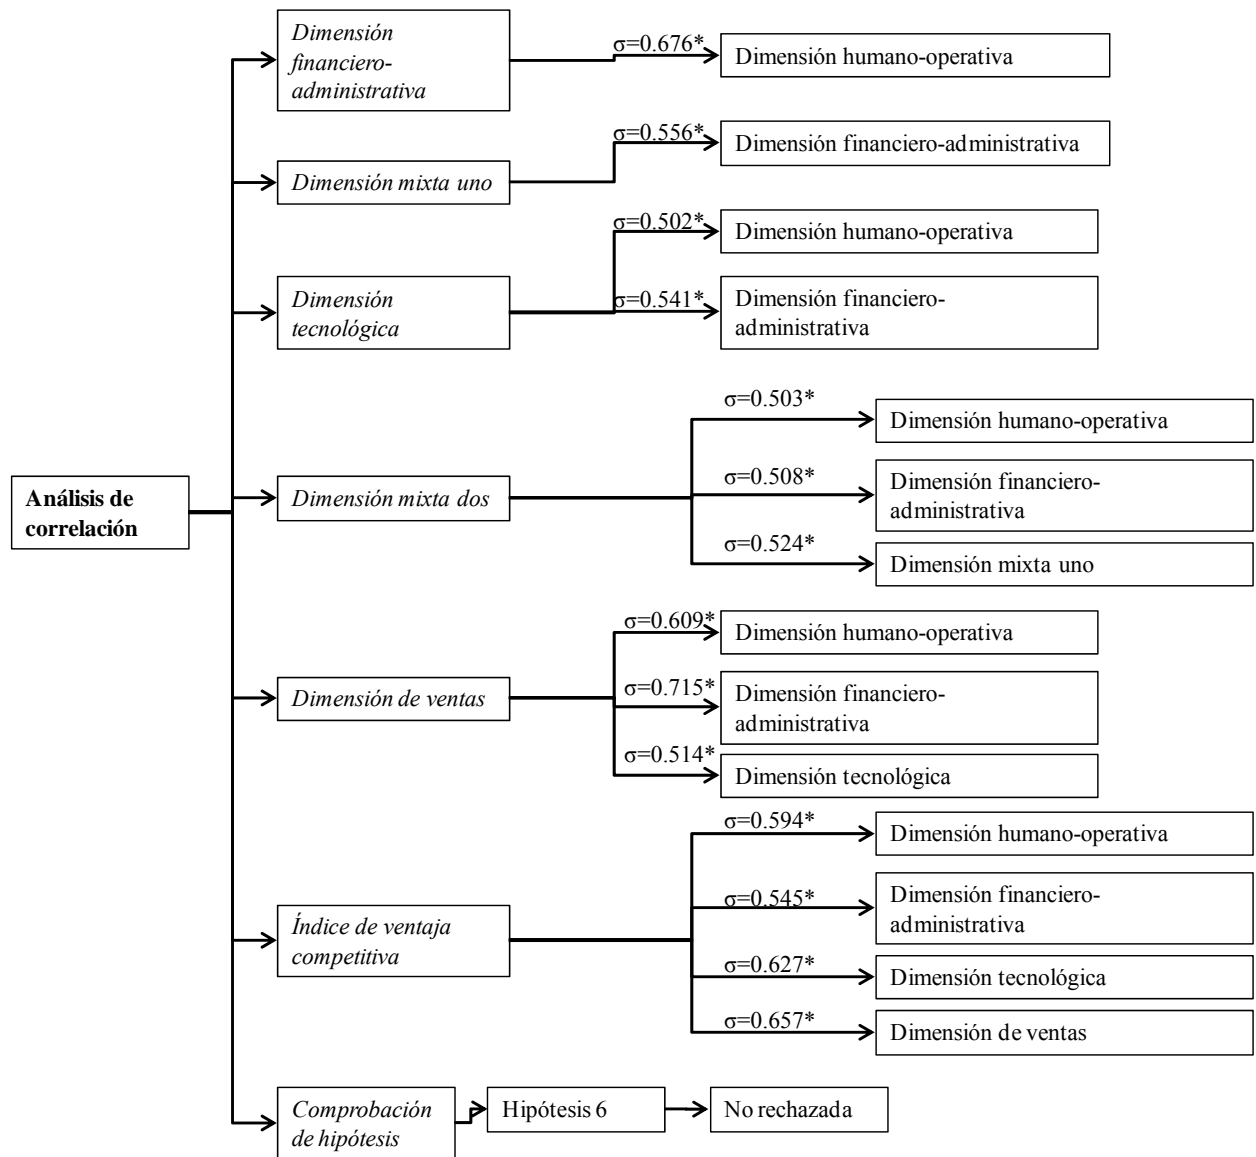 Análisis de
correlación
Dimensión
financiero-
administrativa
σ=0.676*
Dimensión humano-operativa
Dimensión mixta uno
σ=0.556*
Dimensión financiero-administrativa
Dimensión
tecnológica
σ=0.502*
Dimensión humano-operativa
σ=0.541*
Dimensión financiero-
administrativa
Dimensión mixta dos
σ=0.503*
Dimensión humano-operativa
σ=0.508*
Dimensión financiero-
administrativa
σ=0.524*
Dimensión mixta uno
Dimensión de ventas
σ=0.609*
Dimensión humano-operativa
σ=0.715*
Dimensión financiero-
administrativa
σ=0.514*
Dimensión tecnológica
Índice de ventaja
competitiva
σ=0.594*
Dimensión humano-operativa
σ=0.545*
Dimensión financiero-
administrativa
σ=0.627*
Dimensión tecnológica
σ=0.657*
Dimensión de ventas
Comprobación
de hipótesis
Hipótesis 6
No rechazada